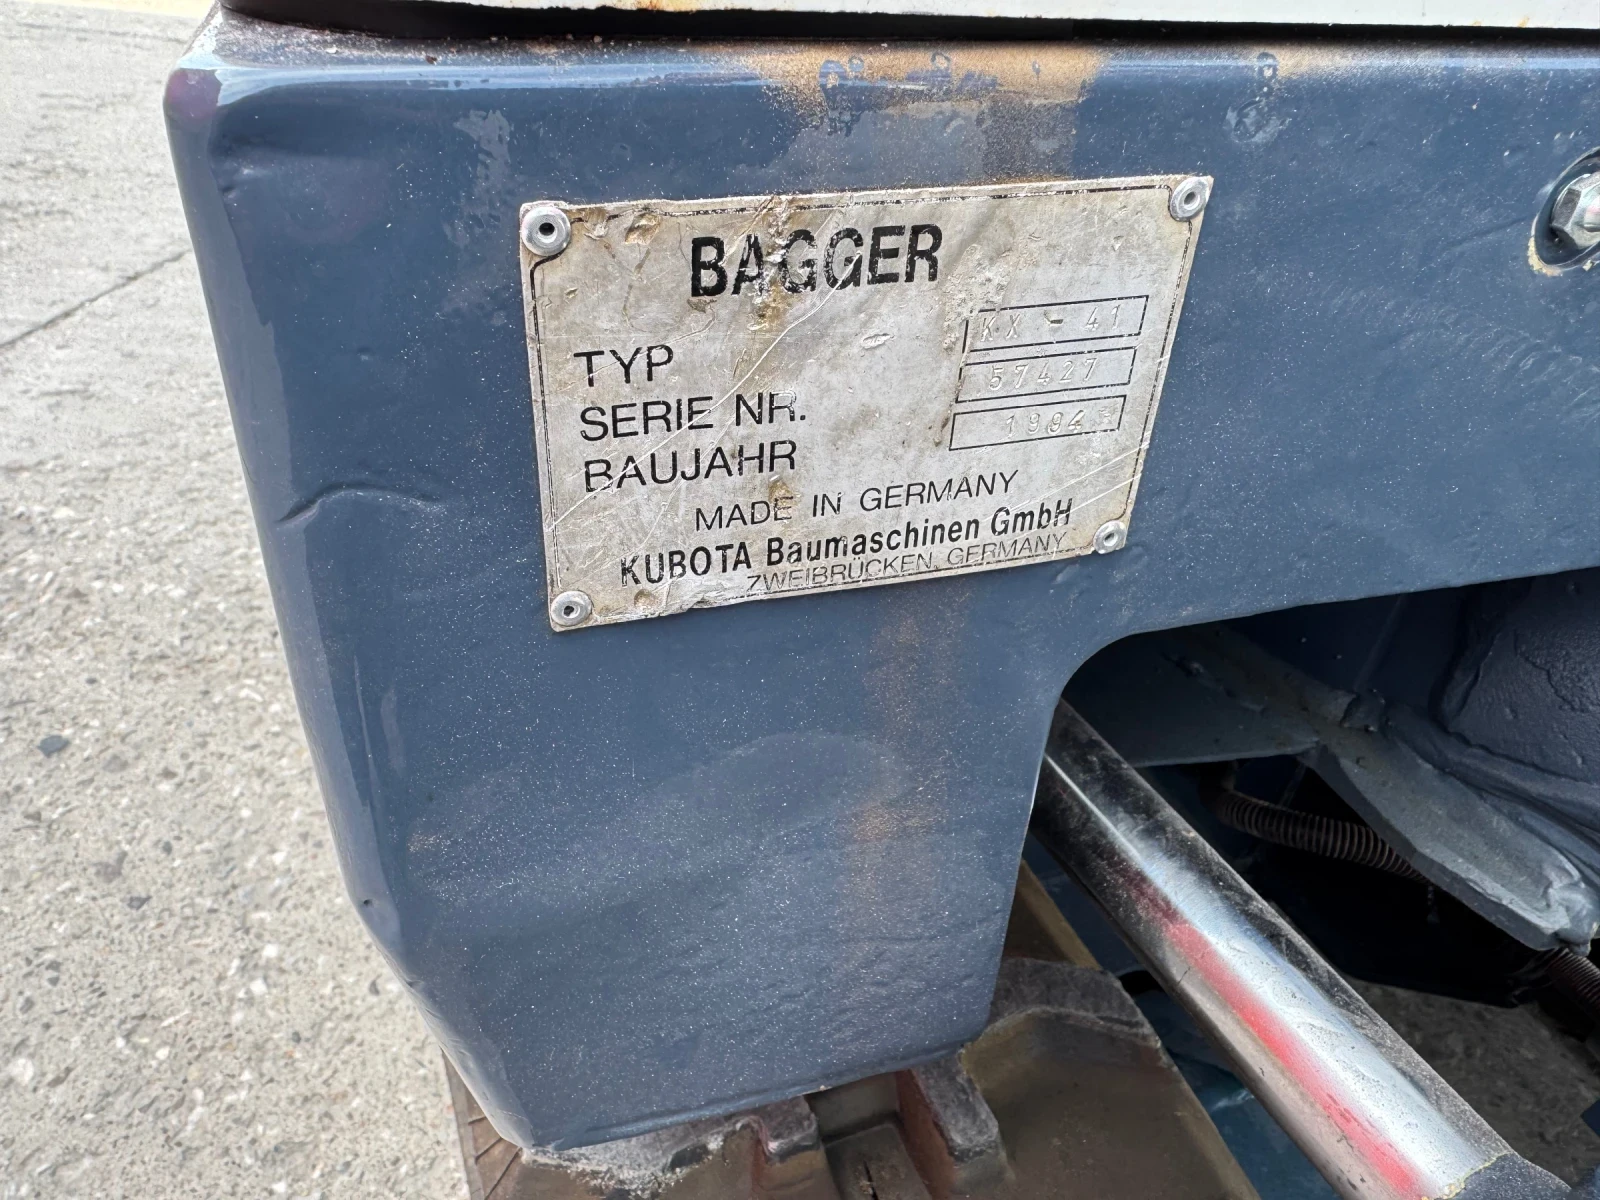 BAGGER
TYP KX - 41
SERIE NR. 57427
BAUJAHR 1994
MADE IN GERMANY
KUBOTA Baumaschinen GmbH
ZWEIBRÜCKEN, GERMANY